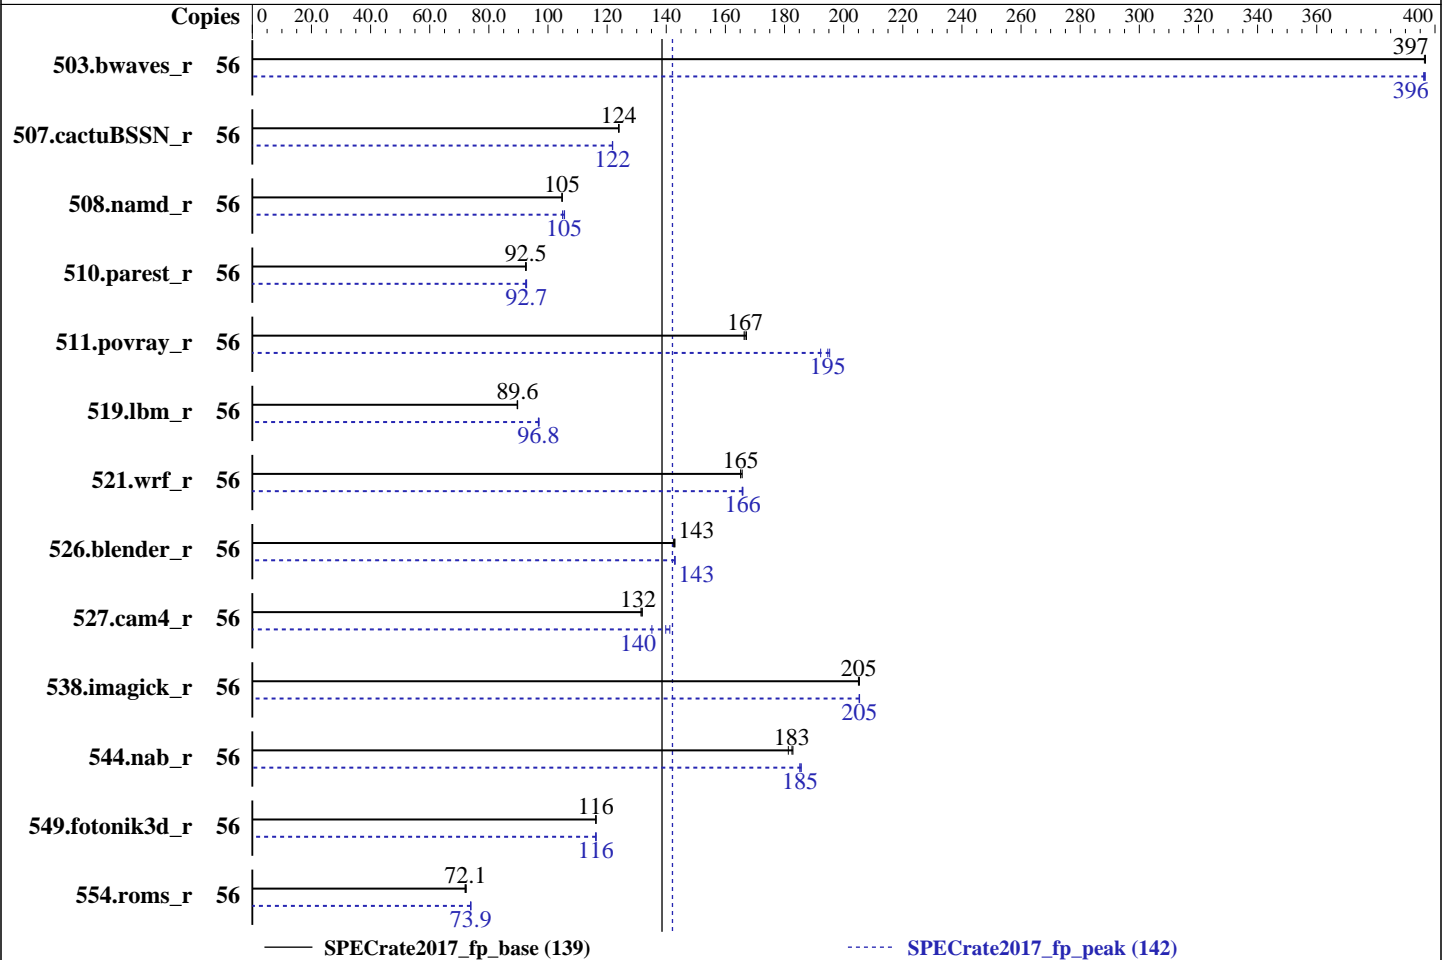 Copies 0 20.0 40.0 60.0 80.0 100 120 140 160 180 200 220 240 260 280 300 320 340 360 400
397
503.bwaves_r 56
396
124
507.cactuBSSN_r 56
122
105
508.namd_r 56
105
92.5
510.parest_r 56
92.7
167
511.povray_r 56
195
89.6
519.lbm_r 56
96.8
165
521.wrf_r 56
166
143
526.blender_r 56
143
132
527.cam4_r 56
140
205
538.imagick_r 56
205
183
544.nab_r 56
185
116
549.fotonik3d_r 56
116
72.1
554.roms_r 56
73.9
SPECrate2017_fp_base (139) SPECrate2017_fp_peak (142)